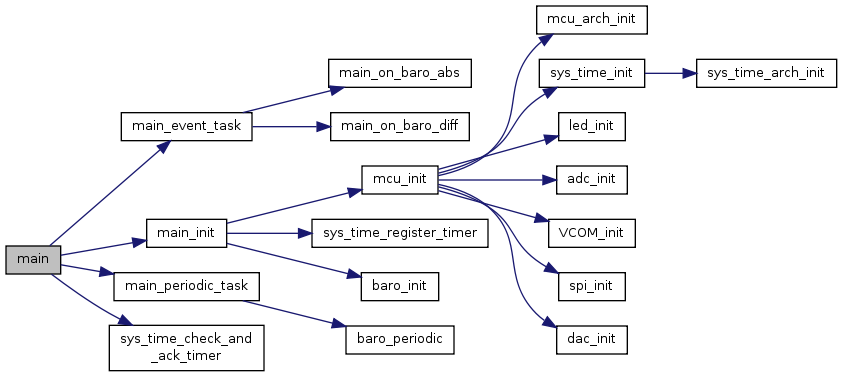 main
main_event_task
main_init
main_periodic_task
sys_time_check_and
_ack_timer
main_on_baro_abs
main_on_baro_diff
mcu_init
sys_time_register_timer
baro_init
baro_periodic
mcu_arch_init
sys_time_init
led_init
adc_init
VCOM_init
spi_init
dac_init
sys_time_arch_init